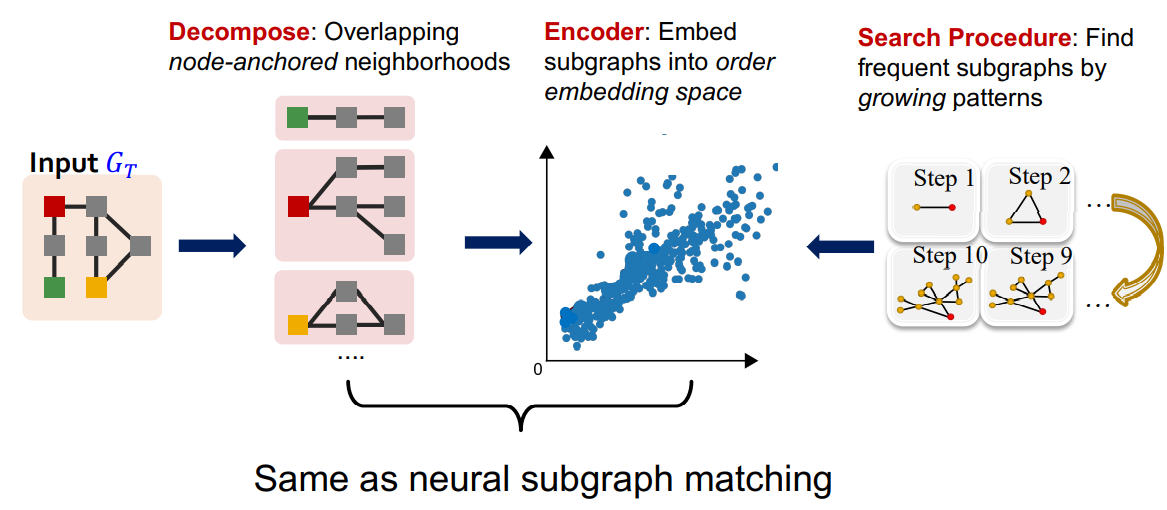 Decompose: Overlapping
node-anchored neighborhoods
Encoder: Embed
subgraphs into order
embedding space
Search Procedure: Find
frequent subgraphs by
growing patterns
Input G_T
Step 1
Step 2
...
Step 10
Step 9
...
....
0
Same as neural subgraph matching